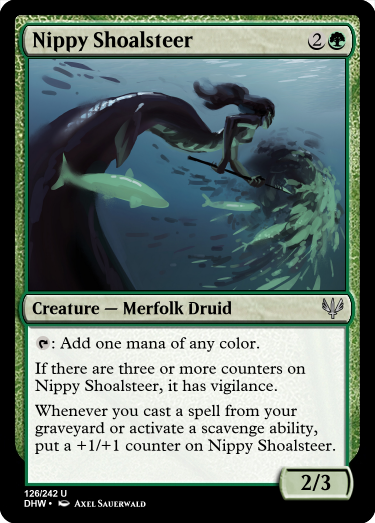 Nippy Shoalsteer 2
Creature — Merfolk Druid
: Add one mana of any color.
If there are three or more counters on
Nippy Shoalsteer, it has vigilance.
Whenever you cast a spell from your
graveyard or activate a scavenge ability,
put a +1/+1 counter on Nippy Shoalsteer.
2/3
126/242 U
DHW • Axel Sauerwald